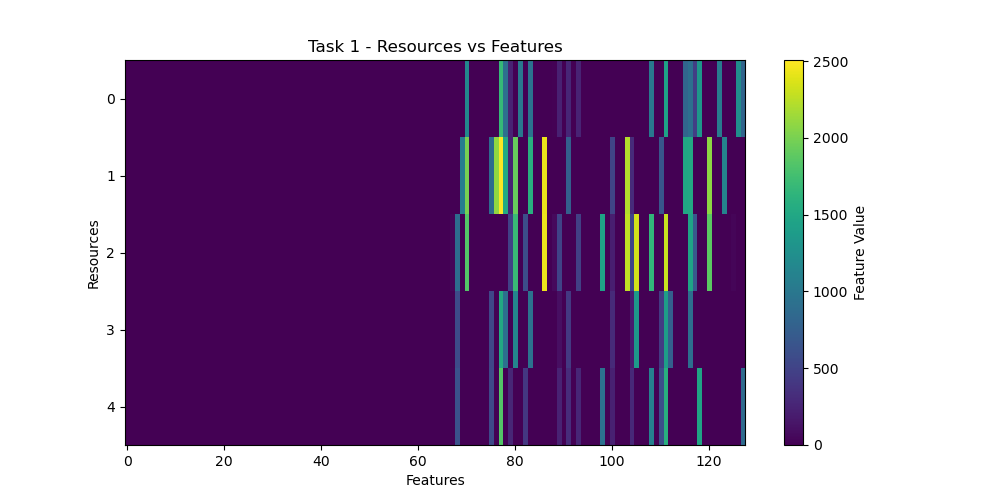 Task 1 - Resources vs Features
0
1
2
3
4
Resources
0 20 40 60 80 100 120
Features
2500
2000
1500
1000
500
0
Feature Value